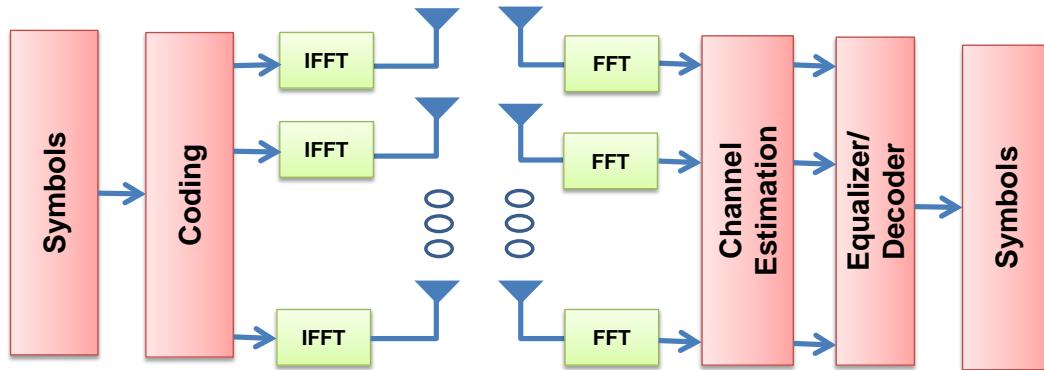 Symbols
Coding
IFFT
IFFT
IFFT
FFT
FFT
FFT
Channel
Estimation
Equalizer/
Decoder
Symbols